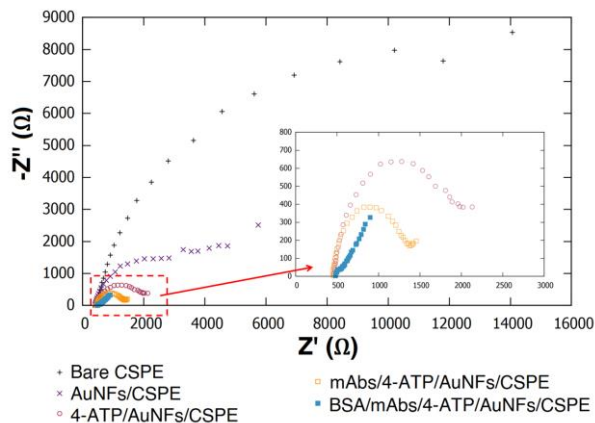 9000
8000
7000
6000
5000
4000
3000
2000
1000
0
-Z" (Ω)
800
700
600
500
400
300
200
100
0
0 500 1000 1500 2000 2500 3000
0 2000 4000 6000 8000 10000 12000 14000 16000
Z' (Ω)
Bare CSPE
AuNFs/CSPE
4-ATP/AuNFs/CSPE
mAbs/4-ATP/AuNFs/CSPE
BSA/mAbs/4-ATP/AuNFs/CSPE